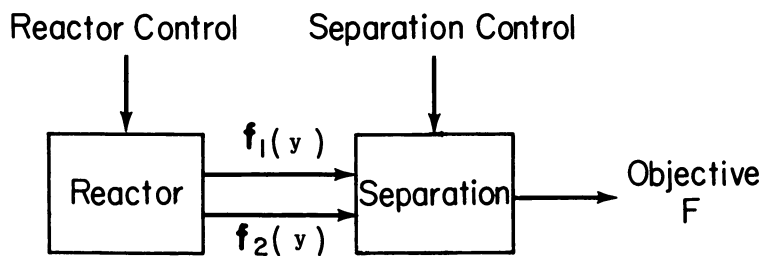 Reactor Control
Separation Control
f₁(y)
Reactor
Separation
Objective
F
f₂(y)